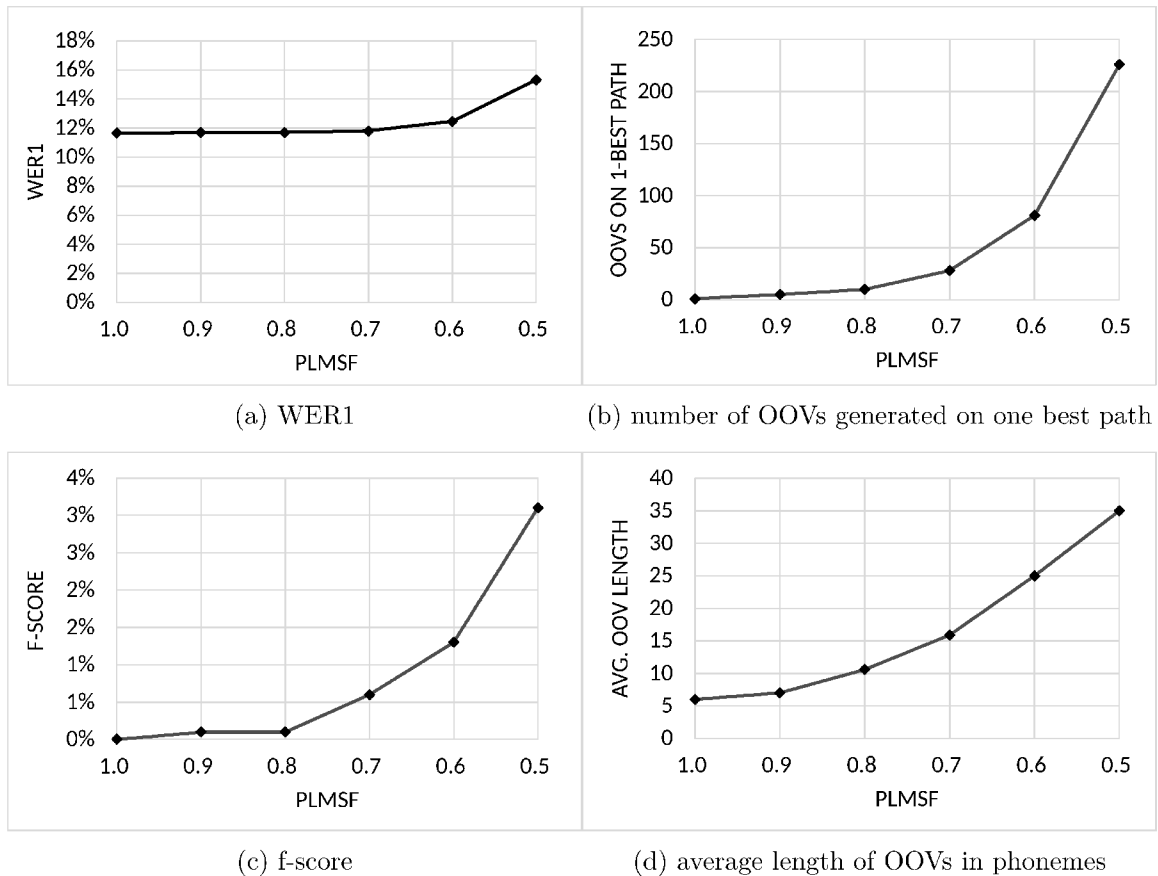 18%
16%
14%
12%
10%
8%
6%
4%
2%
0%
WER1
1.0 0.9 0.8 0.7 0.6 0.5
PLMSF
(a) WER1
250
200
150
100
50
0
OOVS ON 1-BEST PATH
1.0 0.9 0.8 0.7 0.6 0.5
PLMSF
(b) number of OOVs generated on one best path
4%
3%
3%
2%
2%
1%
1%
0%
F-SCORE
1.0 0.9 0.8 0.7 0.6 0.5
PLMSF
(c) f-score
40
35
30
25
20
15
10
5
0
AVG. OOV LENGTH
1.0 0.9 0.8 0.7 0.6 0.5
PLMSF
(d) average length of OOVs in phonemes